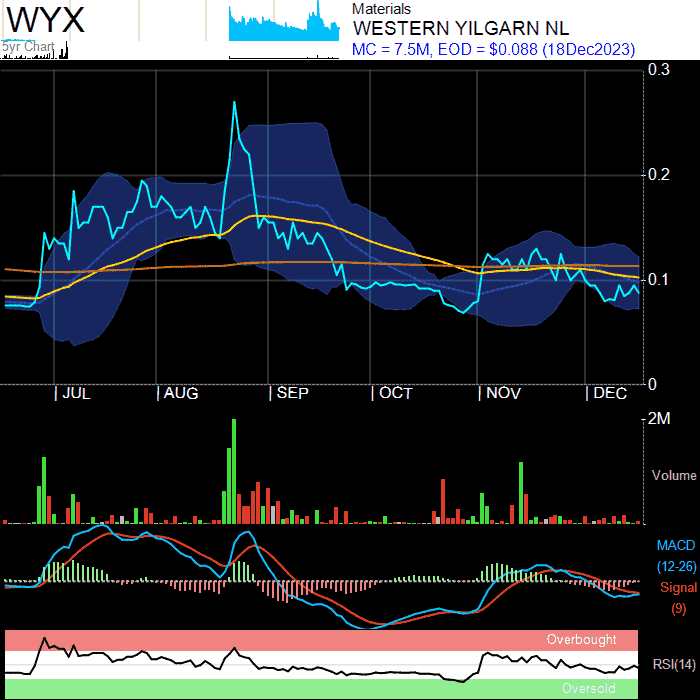 WYX
5yr Chart
Materials
WESTERN YILGARN NL
MC = 7.5M, EOD = $0.088 (18Dec2023)
0.3
0.2
0.1
0
| JUL | AUG | SEP | OCT | NOV | DEC
2M
Volume
MACD
(12-26)
Signal
(9)
Overbought
RSI(14)
Oversold